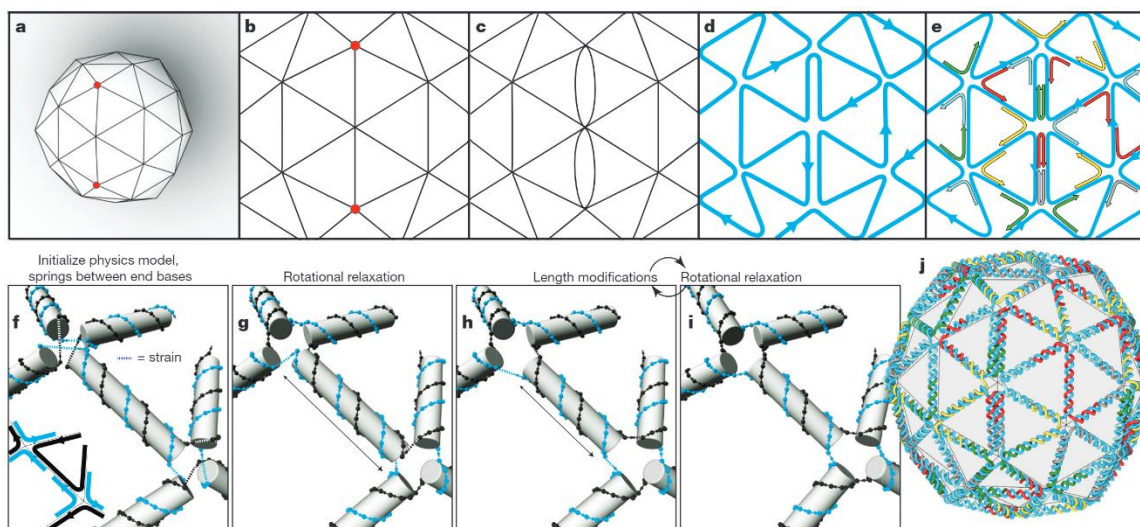 a
b
c
d
e
Initialize physics model,
springs between end bases
Rotational relaxation
Length modifications
Rotational relaxation
j
f
g
h
i
= strain